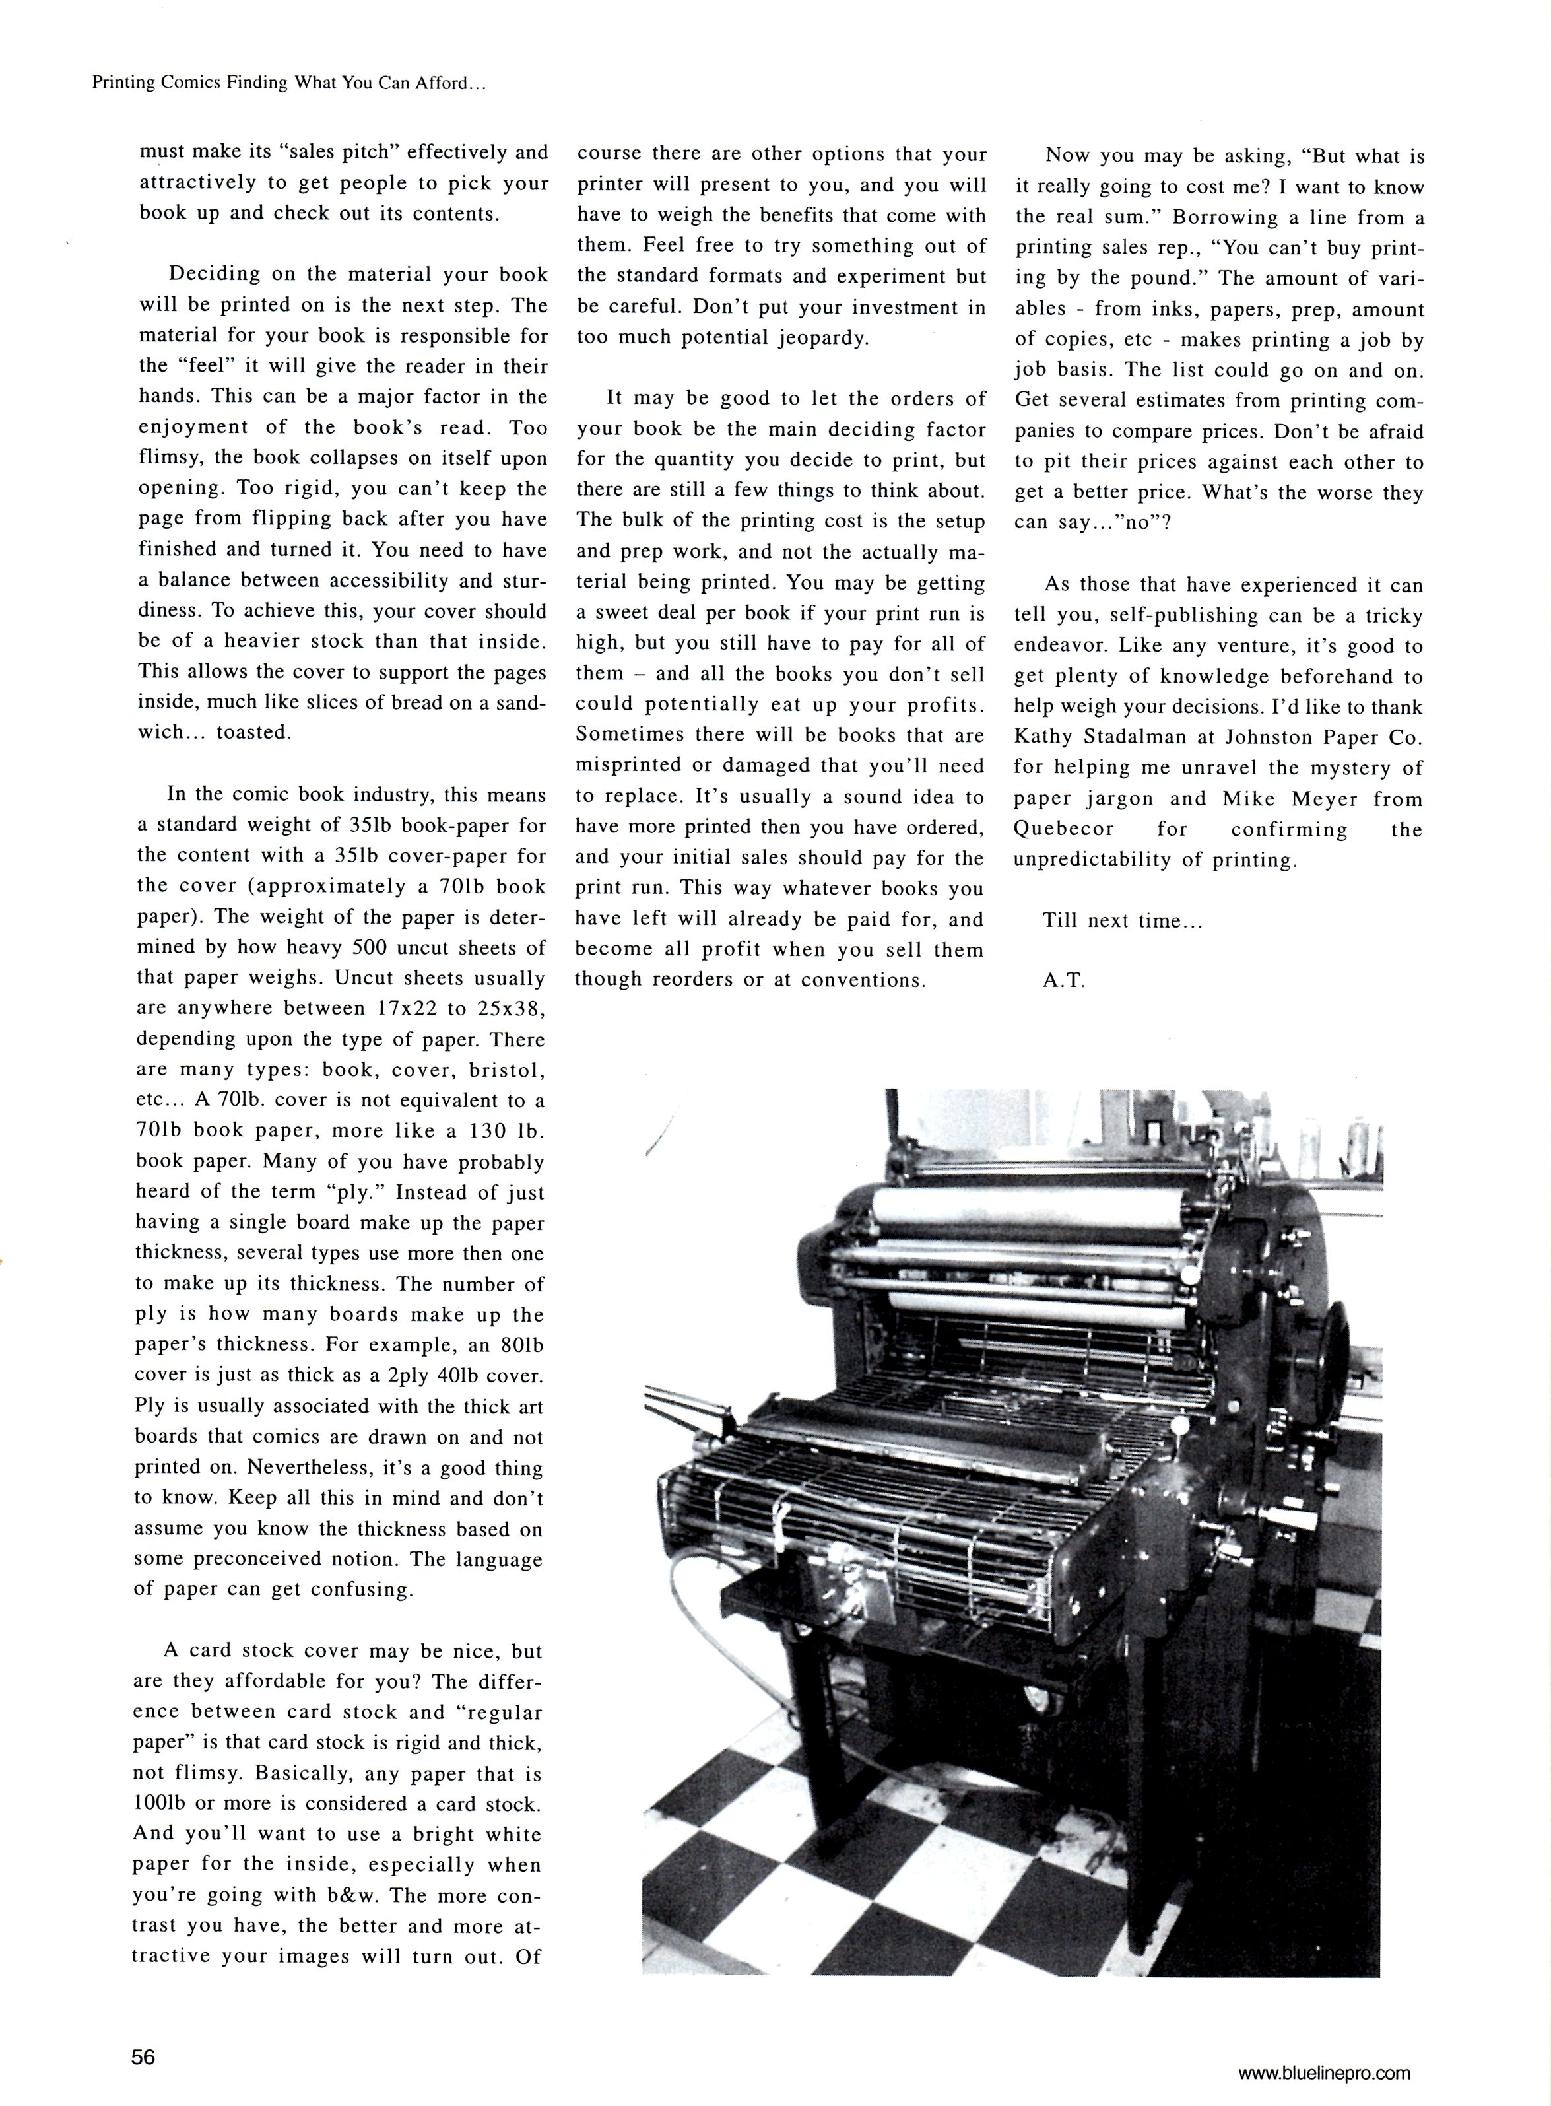 Printing Comics Finding What You Can Afford...
must make its “sales pitch” effectively and
attractively to get people to pick your
book up and check out its contents.
Deciding on the material your book
will be printed on is the next step. The
material for your book is responsible for
the “feel” it will give the reader in their
hands. This can be a major factor in the
enjoyment of the book’s read. Too
flimsy, the book collapses on itself upon
opening. Too rigid, you can’t keep the
page from flipping back after you have
finished and turned it. You need to have
a balance between accessibility and stur-
diness. To achieve this, your cover should
be of a heavier stock than that inside.
This allows the cover to support the pages
inside, much like slices of bread on a sand-
wich... toasted.
In the comic book industry, this means
a standard weight of 35lb book-paper for
the content with a 35lb cover-paper for
the cover (approximately a 70lb book
paper). The weight of the paper is deter-
mined by how heavy 500 uncut sheets of
that paper weighs. Uncut sheets usually
are anywhere between 17x22 to 25x38,
depending upon the type of paper. There
are many types: book, cover, bristol,
etc... A 70lb. cover is not equivalent to a
70lb book paper, more like a 130 lb.
book paper. Many of you have probably
heard of the term “ply.” Instead of just
having a single board make up the paper
thickness, several types use more then one
to make up its thickness. The number of
ply is how many boards make up the
paper’s thickness. For example, an 80lb
cover is just as thick as a 2ply 40lb cover.
Ply is usually associated with the thick art
boards that comics are drawn on and not
printed on. Nevertheless, it’s a good thing
to know. Keep all this in mind and don’t
assume you know the thickness based on
some preconceived notion. The language
of paper can get confusing.
A card stock cover may be nice, but
are they affordable for you? The differ-
ence between card stock and “regular
paper” is that card stock is rigid and thick,
not flimsy. Basically, any paper that is
100lb or more is considered a card stock.
And you’ll want to use a bright white
paper for the inside, especially when
you’re going with b&w. The more con-
trast you have, the better and more at-
tractive your images will turn out. Of
course there are other options that your
printer will present to you, and you will
have to weigh the benefits that come with
them. Feel free to try something out of
the standard formats and experiment but
be careful. Don’t put your investment in
too much potential jeopardy.
It may be good to let the orders of
your book be the main deciding factor
for the quantity you decide to print, but
there are still a few things to think about.
The bulk of the printing cost is the setup
and prep work, and not the actually ma-
terial being printed. You may be getting
a sweet deal per book if your print run is
high, but you still have to pay for all of
them – and all the books you don’t sell
could potentially eat up your profits.
Sometimes there will be books that are
misprinted or damaged that you’ll need
to replace. It’s usually a sound idea to
have more printed then you have ordered,
and your initial sales should pay for the
print run. This way whatever books you
have left will already be paid for, and
become all profit when you sell them
though reorders or at conventions.
Now you may be asking, “But what is
it really going to cost me? I want to know
the real sum.” Borrowing a line from a
printing sales rep., “You can’t buy print-
ing by the pound.” The amount of vari-
ables - from inks, papers, prep, amount
of copies, etc - makes printing a job by
job basis. The list could go on and on.
Get several estimates from printing com-
panies to compare prices. Don’t be afraid
to pit their prices against each other to
get a better price. What’s the worse they
can say...”no”?
As those that have experienced it can
tell you, self-publishing can be a tricky
endeavor. Like any venture, it’s good to
get plenty of knowledge beforehand to
help weigh your decisions. I’d like to thank
Kathy Stadalman at Johnston Paper Co.
for helping me unravel the mystery of
paper jargon and Mike Meyer from
Quebecor for confirming the
unpredictability of printing.
Till next time...
A.T.
56
www.bluelinepro.com